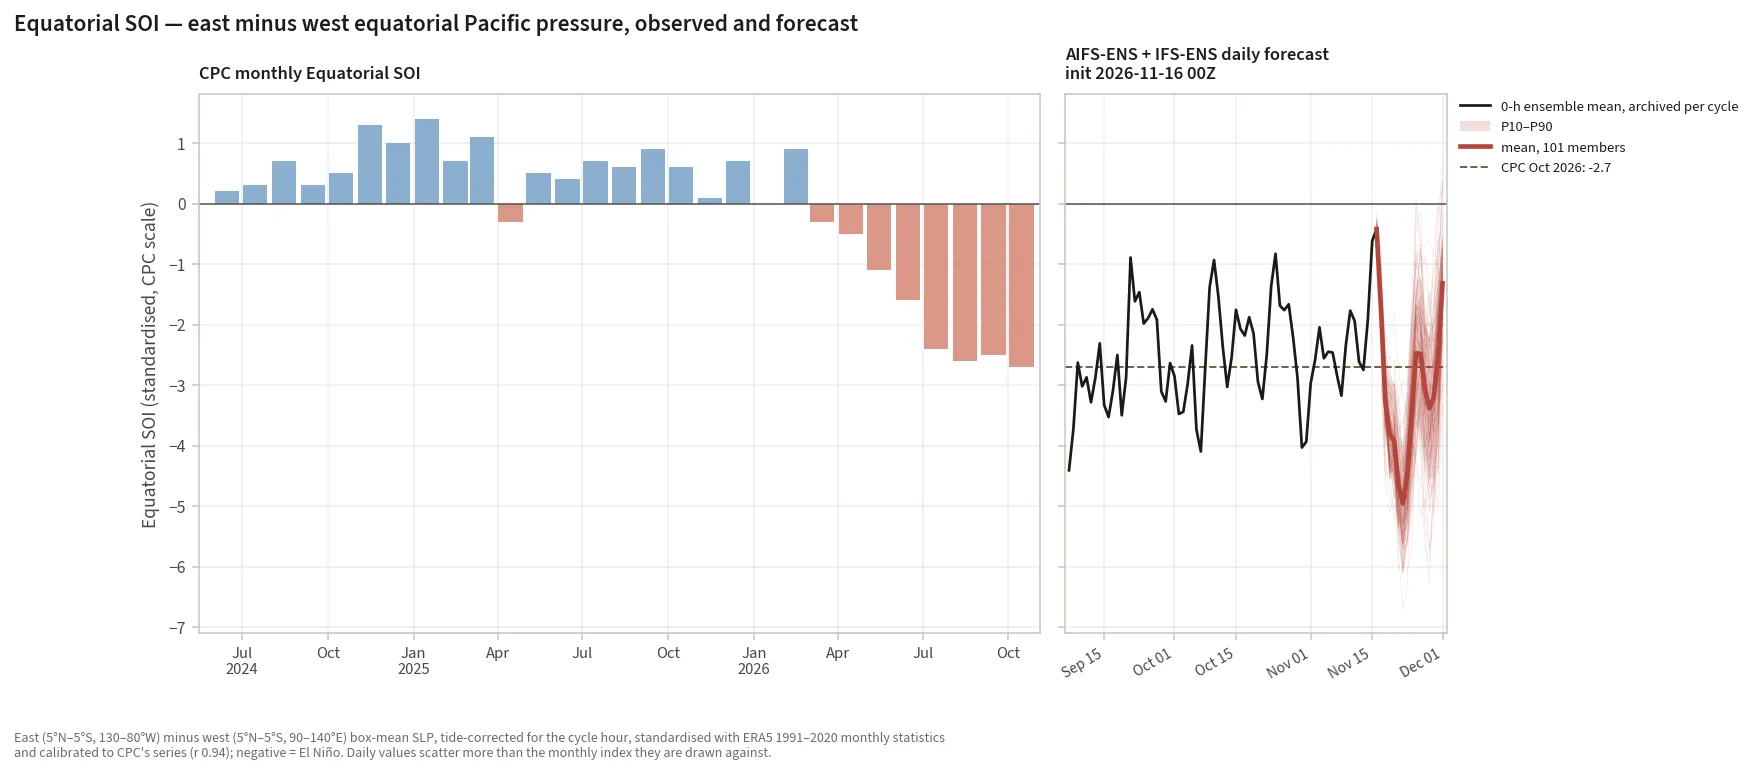 Equatorial SOI — east minus west equatorial Pacific pressure, observed and forecast
CPC monthly Equatorial SOI
AIFS-ENS + IFS-ENS daily forecast
init 2026-11-16 00Z
0-h ensemble mean, archived per cycle
P10–P90
mean, 101 members
CPC Oct 2026: -2.7
Equatorial SOI (standardised, CPC scale)
1
0
−1
−2
−3
−4
−5
−6
−7
Jul
2024
Oct
Jan
2025
Apr
Jul
Oct
Jan
2026
Apr
Jul
Oct
Sep 15
Oct 01
Oct 15
Nov 01
Nov 15
Dec 01
East (5°N–5°S, 130–80°W) minus west (5°N–5°S, 90–140°E) box-mean SLP, tide-corrected for the cycle hour, standardised with ERA5 1991–2020 monthly statistics
and calibrated to CPC's series (r 0.94); negative = El Niño. Daily values scatter more than the monthly index they are drawn against.